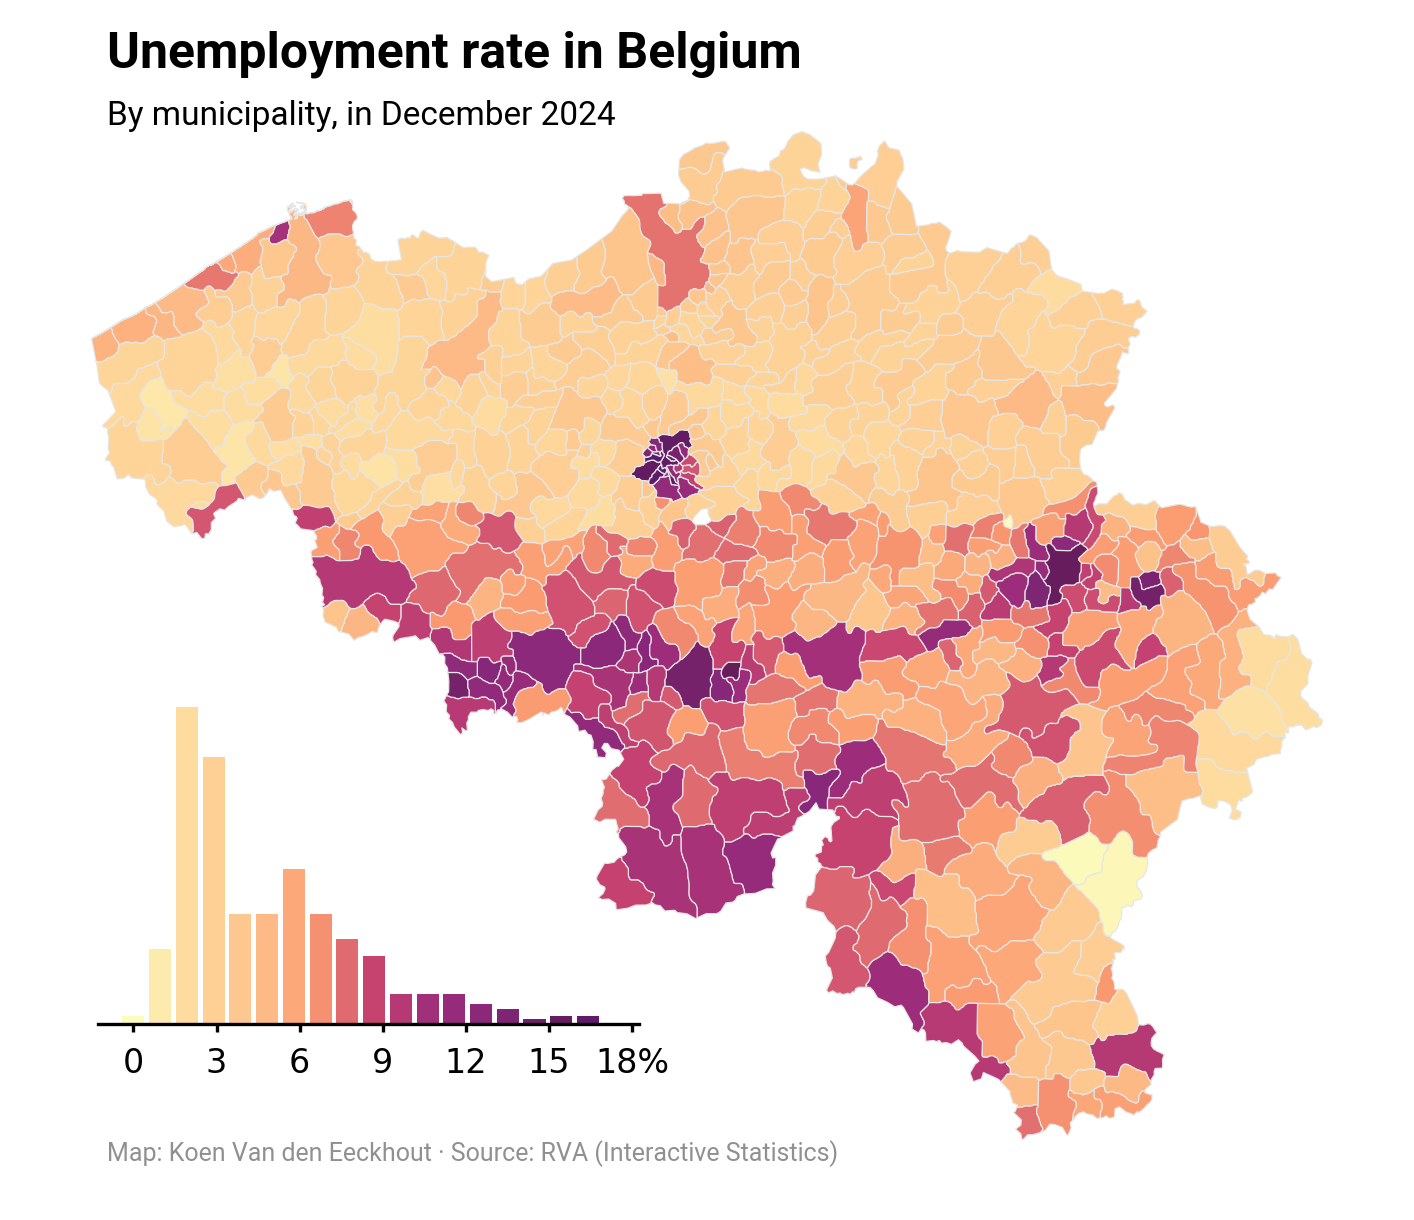 Unemployment rate in Belgium
By municipality, in December 2024
0 3 6 9 12 15 18%
Map: Koen Van den Eeckhout · Source: RVA (Interactive Statistics)